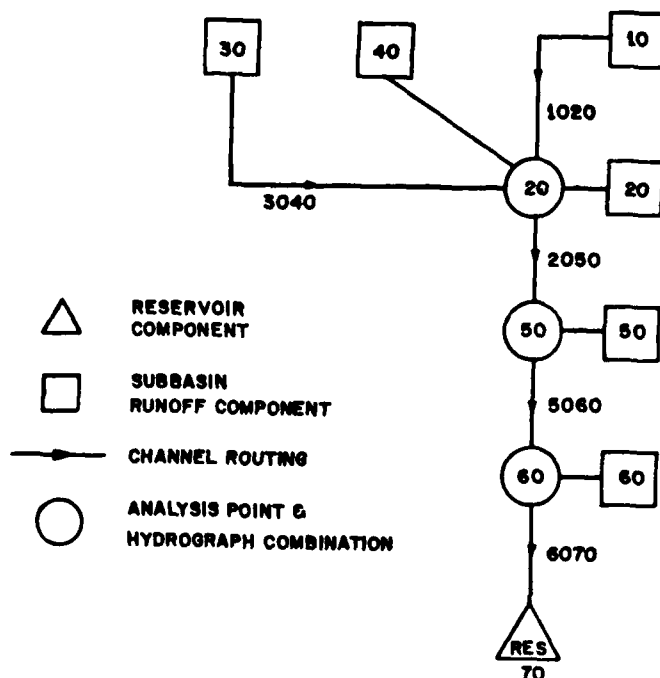 30
40
10
1020
20
20
3040
2050
RESERVOIR
COMPONENT
50
50
SUBBASIN
RUNOFF COMPONENT
5060
CHANNEL ROUTING
60
60
ANALYSIS POINT &
HYDROGRAPH COMBINATION
6070
RES
70